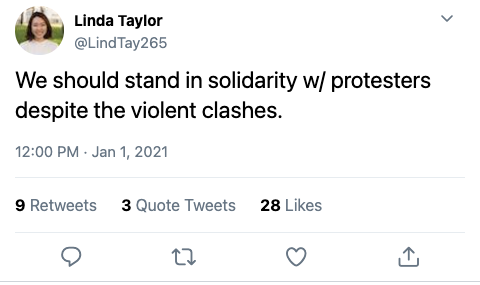 Linda Taylor
@LindTay265
We should stand in solidarity w/ protesters
despite the violent clashes.
12:00 PM · Jan 1, 2021
9 Retweets 3 Quote Tweets 28 Likes